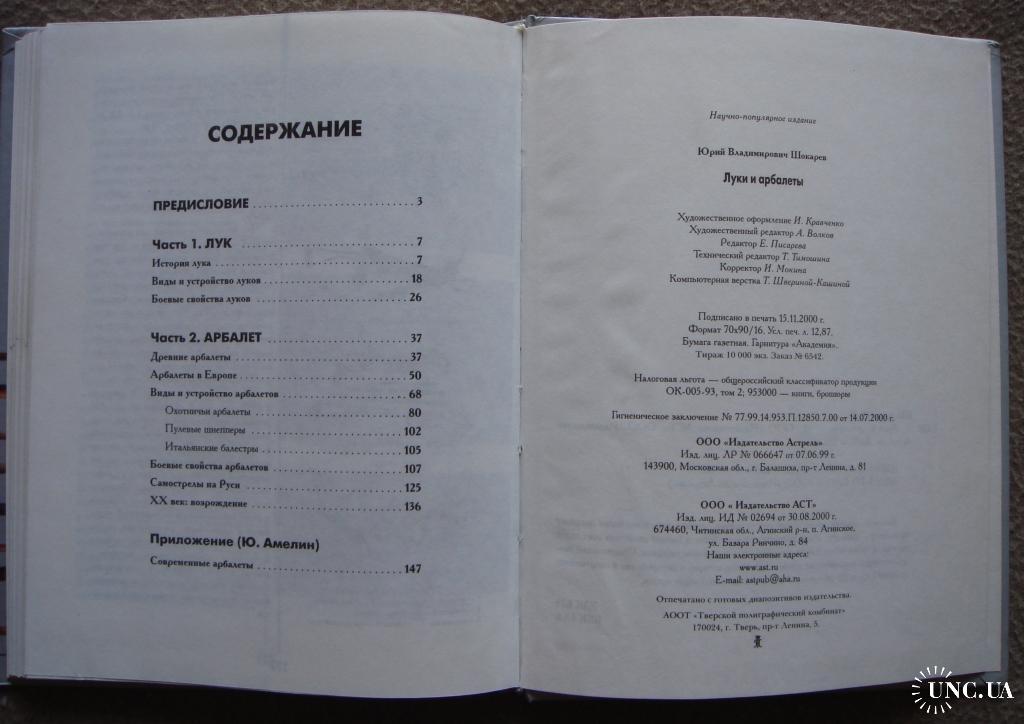 СОДЕРЖАНИЕ
ПРЕДИСЛОВИЕ 3
Часть 1. ЛУК 7
История лука 7
Виды и устройство луков 18
Боевые свойства луков 26
Часть 2. АРБАЛЕТ 37
Древние арбалеты 37
Арбалеты в Европе 50
Виды и устройство арбалетов 68
Охотничьи арбалеты 80
Пулевые шнепперы 102
Итальянские балестры 105
Боевые свойства арбалетов 107
Самострелы на Руси 125
XX век: возрождение 136
Приложение (Ю. Амелин)
Современные арбалеты 147
Научно-популярное издание
Юрий Владимирович Шокарев
Луки и арбалеты
Художественное оформление И. Кравченко
Художественный редактор А. Волков
Редактор Е. Писарева
Технический редактор Т. Тимошина
Корректор И. Мокина
Компьютерная верстка Т. Швериной-Кашиной
Подписано в печать 15.11.2000 г.
Формат 70х90/16. Усл. печ. л. 12,87.
Бумага газетная. Гарнитура «Академия».
Тираж 10 000 экз. Заказ № 6542.
Налоговая льгота — общероссийский классификатор продукции
ОК-005-93, том 2; 953000 — книги, брошюры
Гигиеническое заключение № 77.99.14.953.П.12850.7.00 от 14.07.2000 г.
ООО «Издательство Астрель»
Изд. лиц. ЛР № 066647 от 07.06.99 г.
143900, Московская обл., г. Балашиха, пр-т Ленина, д. 81
ООО « Издательство АСТ»
Изд. лиц. ИД № 02694 от 30.08.2000 г.
674460, Читинская обл., Агинский р-н, п. Агинское,
ул. Базара Ринчино, д. 84
Наши электронные адреса:
www.ast.ru
E-mail: astpub@aha.ru
Отпечатано с готовых диапозитивов издательства.
АООТ «Тверской полиграфический комбинат»
170024, г. Тверь, пр-т Ленина, 5.
UNC.UA